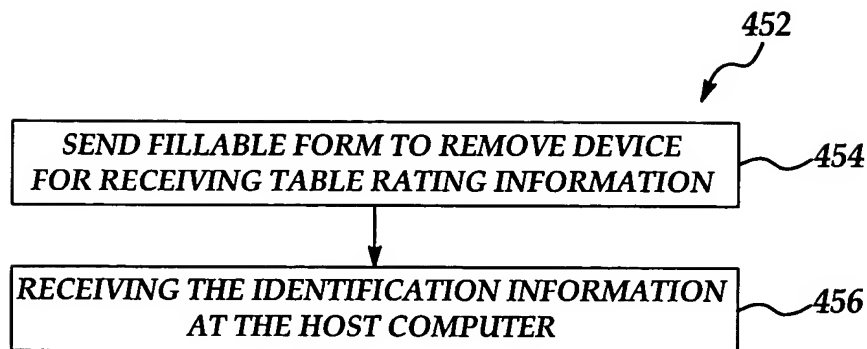 452
SEND FILLABLE FORM TO REMOVE DEVICE
FOR RECEIVING TABLE RATING INFORMATION
454
RECEIVING THE IDENTIFICATION INFORMATION
AT THE HOST COMPUTER
456